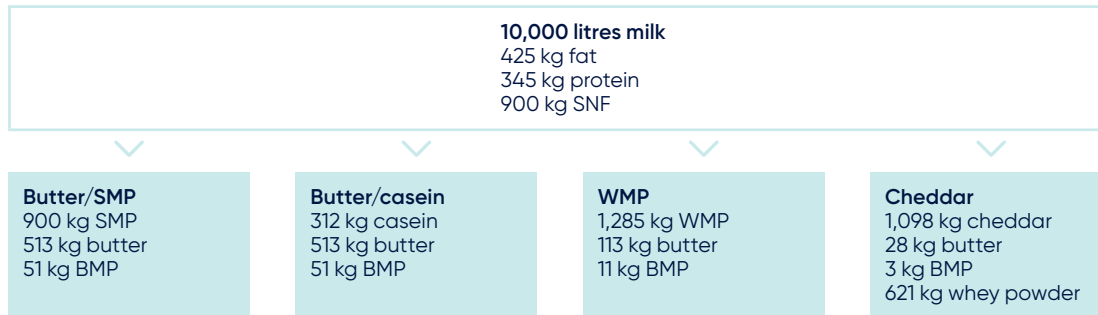 10,000 litres milk
425 kg fat
345 kg protein
900 kg SNF
Butter/SMP
900 kg SMP
513 kg butter
51 kg BMP
Butter/casein
312 kg casein
513 kg butter
51 kg BMP
WMP
1,285 kg WMP
113 kg butter
11 kg BMP
Cheddar
1,098 kg cheddar
28 kg butter
3 kg BMP
621 kg whey powder